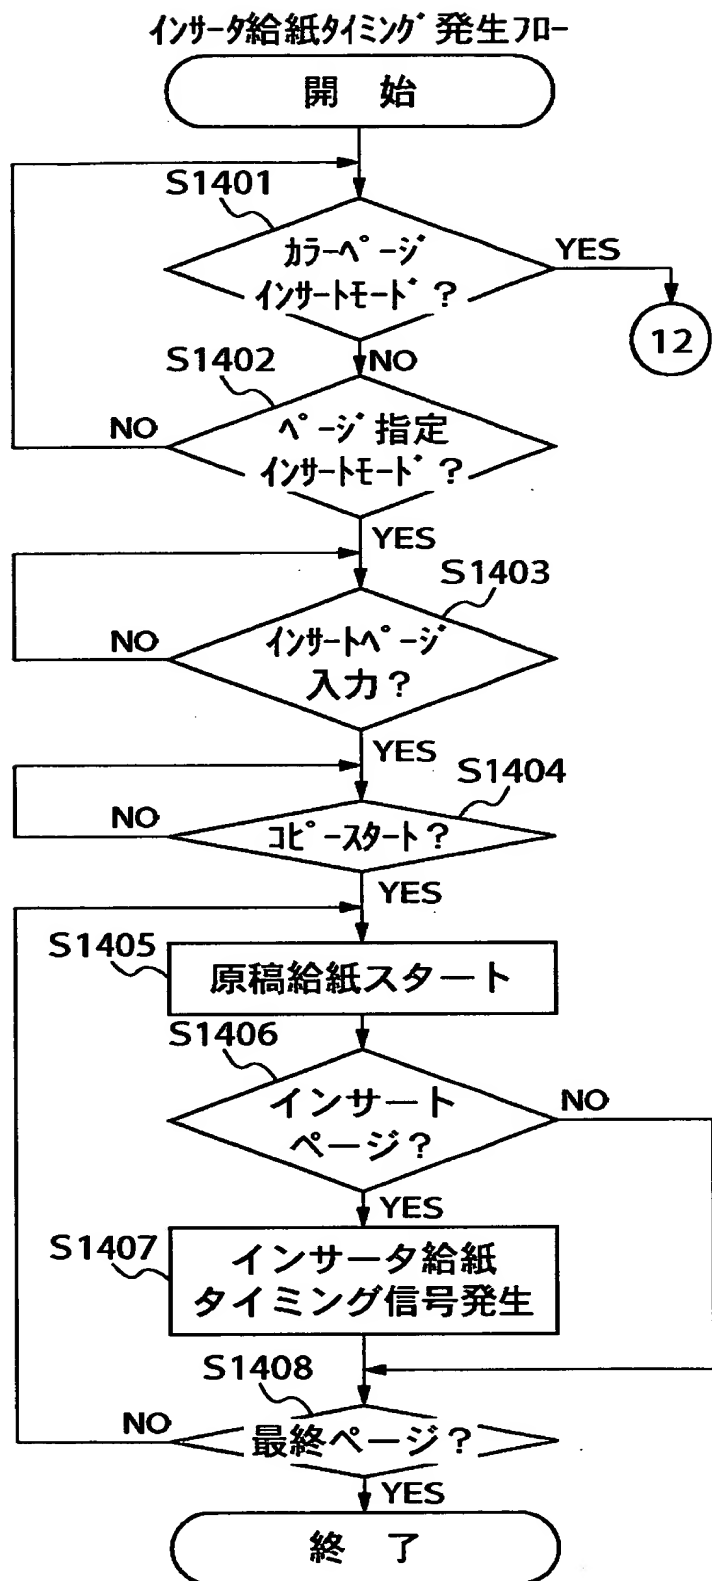 インサータ給紙タイミング発生フロー
開 始
S1401
カラーページ
インサートモード?
YES
12
NO
S1402
ページ指定
インサートモード?
NO
YES
S1403
インサートページ
入力?
NO
YES
S1404
コピースタート?
NO
YES
S1405
原稿給紙スタート
S1406
インサート
ページ?
NO
YES
S1407
インサータ給紙
タイミング信号発生
S1408
最終ページ?
NO
YES
終 了